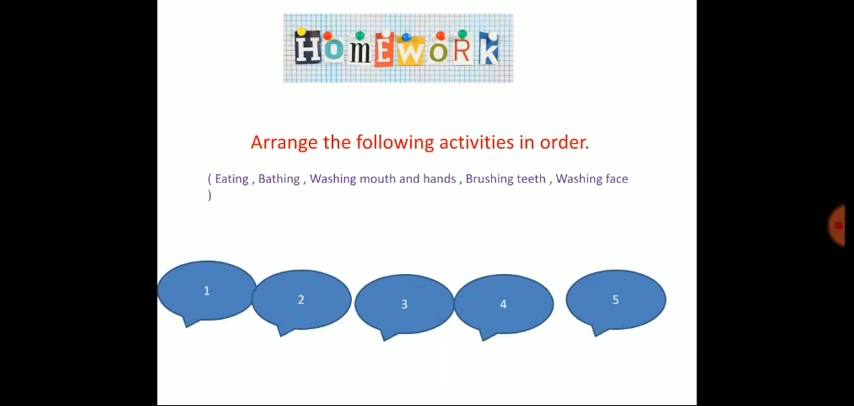 HomEWoRk
Arrange the following activities in order.
( Eating , Bathing , Washing mouth and hands , Brushing teeth , Washing face
)
1
2
3
4
5